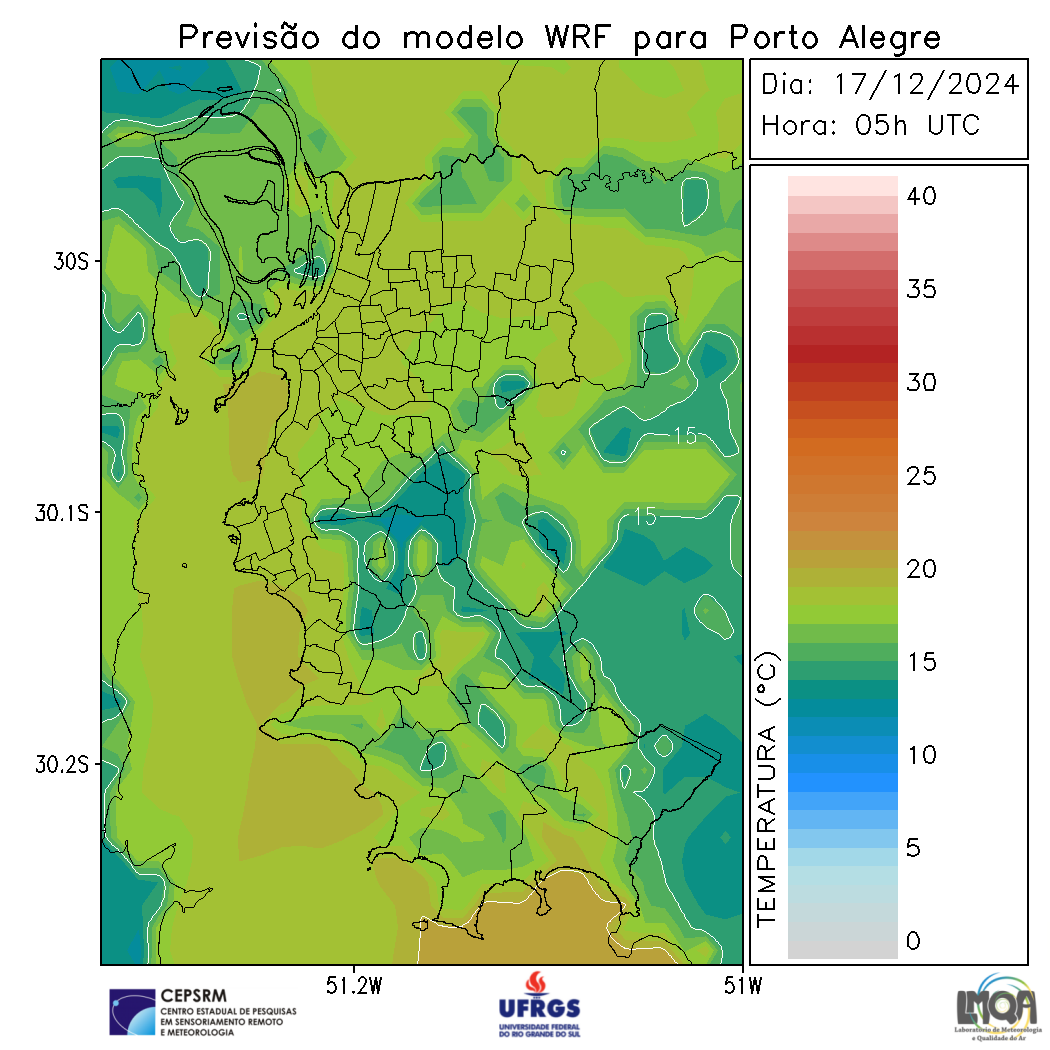 Previsão do modelo WRF para Porto Alegre
Dia: 17/12/2024
Hora: 05h UTC
40
35
30
25
20
15
10
5
0
TEMPERATURA (°C)
30S
30.1S
30.2S
15
15
51.2W
51W
CEPSRM
CENTRO ESTADUAL DE PESQUISAS
EM SENSORIAMENTO REMOTO
E METEOROLOGIA
UFRGS
UNIVERSIDADE FEDERAL
DO RIO GRANDE DO SUL
LMQA
Laboratório de Meteorologia
e Qualidade do Ar